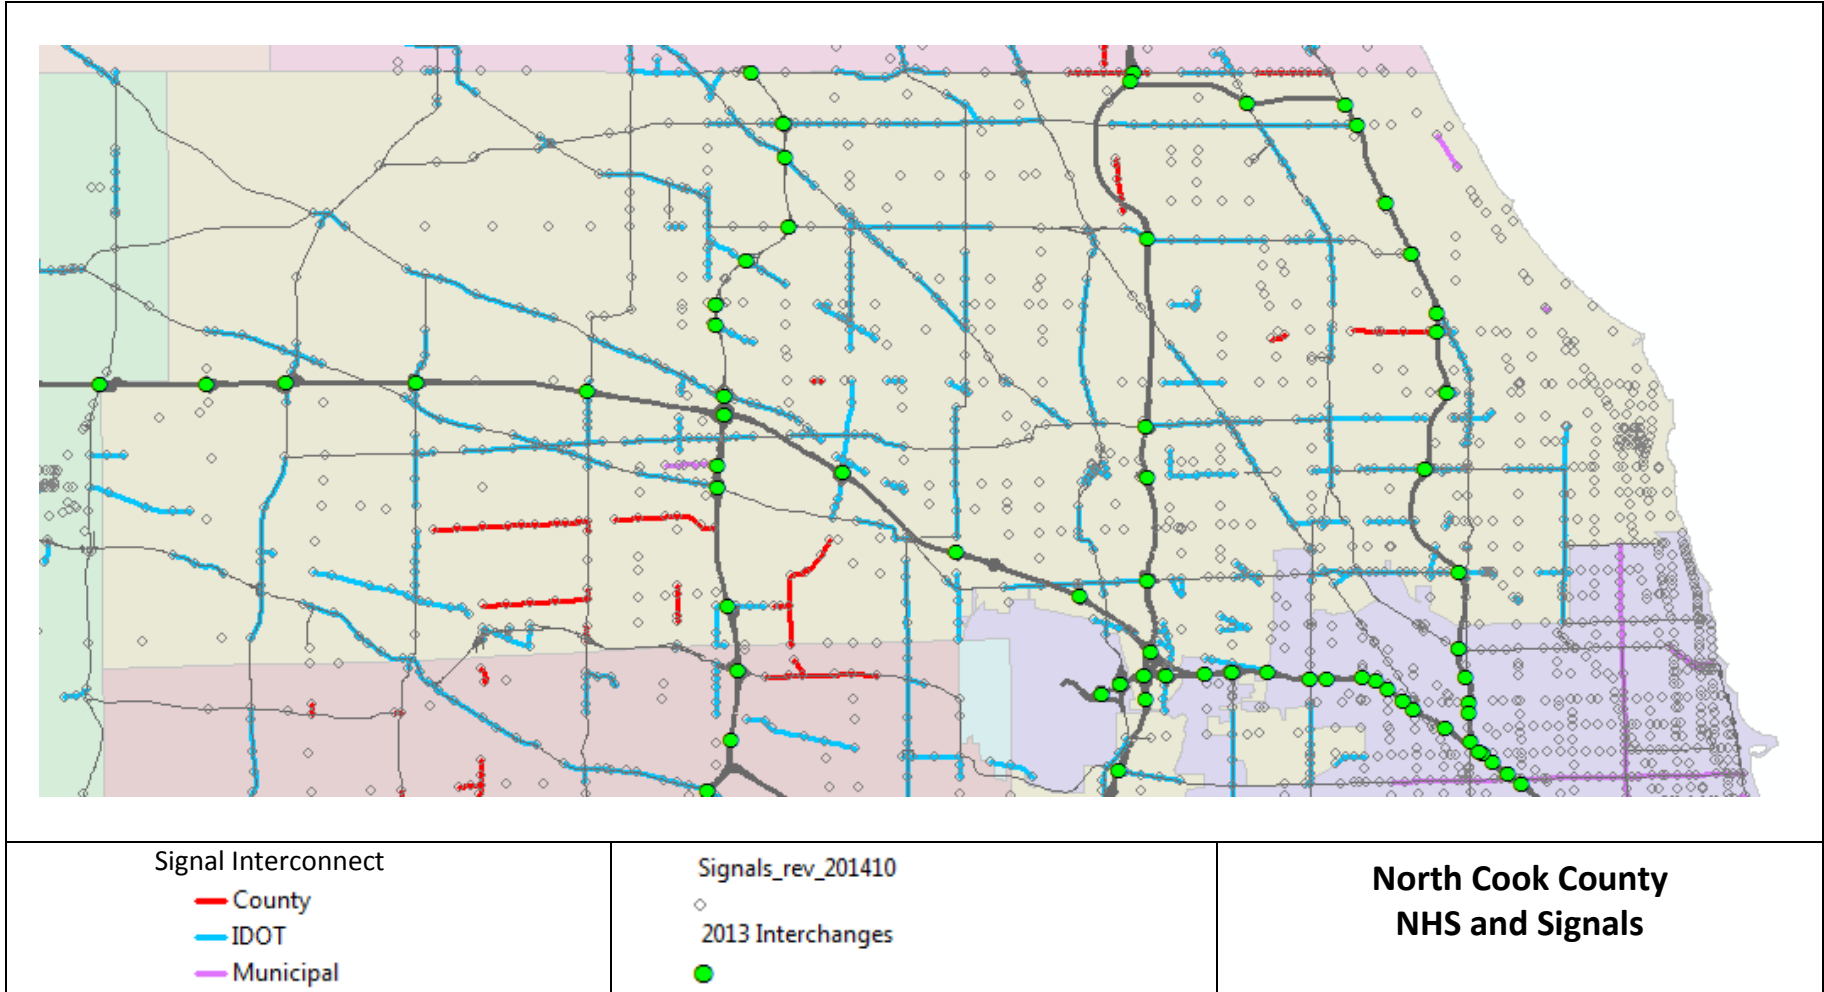 Signal Interconnect
County
IDOT
Municipal
Signals_rev_201410
2013 Interchanges
North Cook County
NHS and Signals